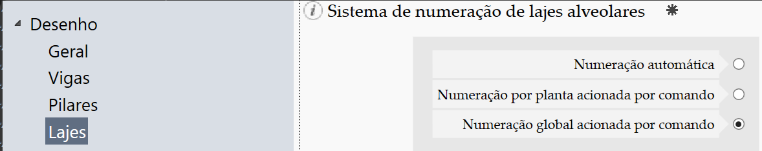 Desenho
Geral
Vigas
Pilares
Lajes
Sistema de numeração de lajes alveolares *
Numeração automática
Numeração por planta acionada por comando
Numeração global acionada por comando